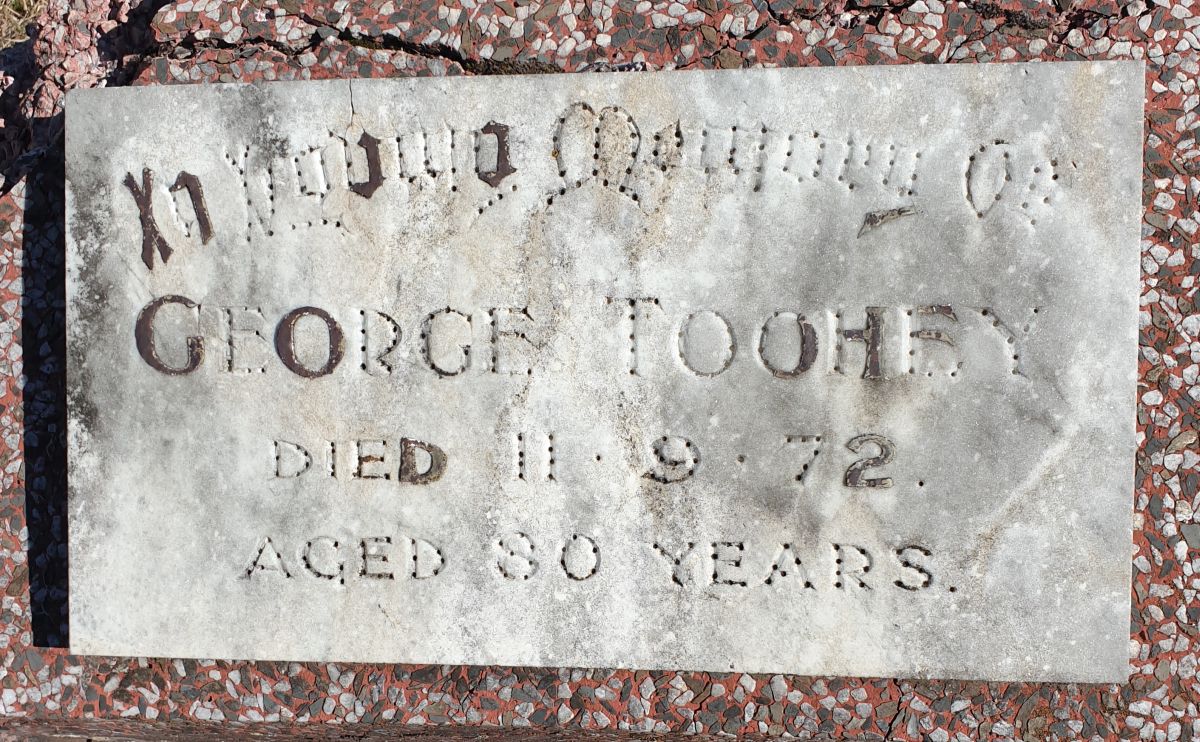 In Loving Memory Of
GEORGE TOOHEY
DIED 11·9·72.
AGED 80 YEARS.